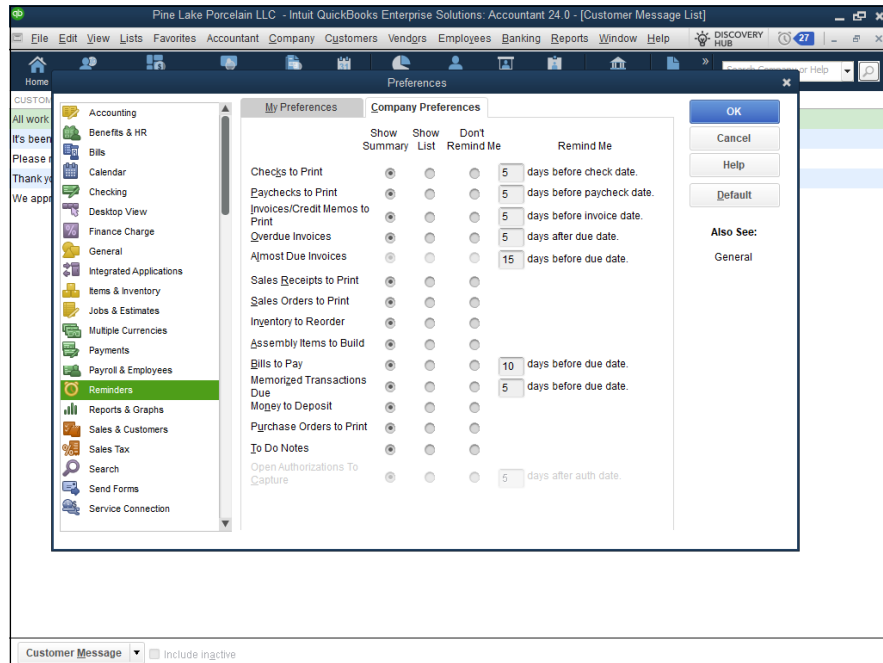 qb Pine Lake Porcelain LLC - Intuit QuickBooks Enterprise Solutions: Accountant 24.0 - [Customer Message List]
File Edit View Lists Favorites Accountant Company Customers Vendors Employees Banking Reports Window Help DISCOVERY HUB 27
Home Search Company or Help
Preferences
CUSTOM
All work
It's been
Please
Thank yo
We appr
Accounting
Benefits & HR
Bills
Calendar
Checking
Desktop View
Finance Charge
General
Integrated Applications
Items & Inventory
Jobs & Estimates
Multiple Currencies
Payments
Payroll & Employees
Reminders
Reports & Graphs
Sales & Customers
Sales Tax
Search
Send Forms
Service Connection
My Preferences Company Preferences
Show Show Don't
Summary List Remind Me Remind Me
Checks to Print 5 days before check date.
Paychecks to Print 5 days before paycheck date.
Invoices/Credit Memos to
Print 5 days before invoice date.
Overdue Invoices 5 days after due date.
Almost Due Invoices 15 days before due date.
Sales Receipts to Print
Sales Orders to Print
Inventory to Reorder
Assembly Items to Build
Bills to Pay 10 days before due date.
Memorized Transactions
Due 5 days before due date.
Money to Deposit
Purchase Orders to Print
To Do Notes
Open Authorizations To
Capture 5 days after auth date.
OK
Cancel
Help
Default
Also See:
General
Customer Message Include inactive